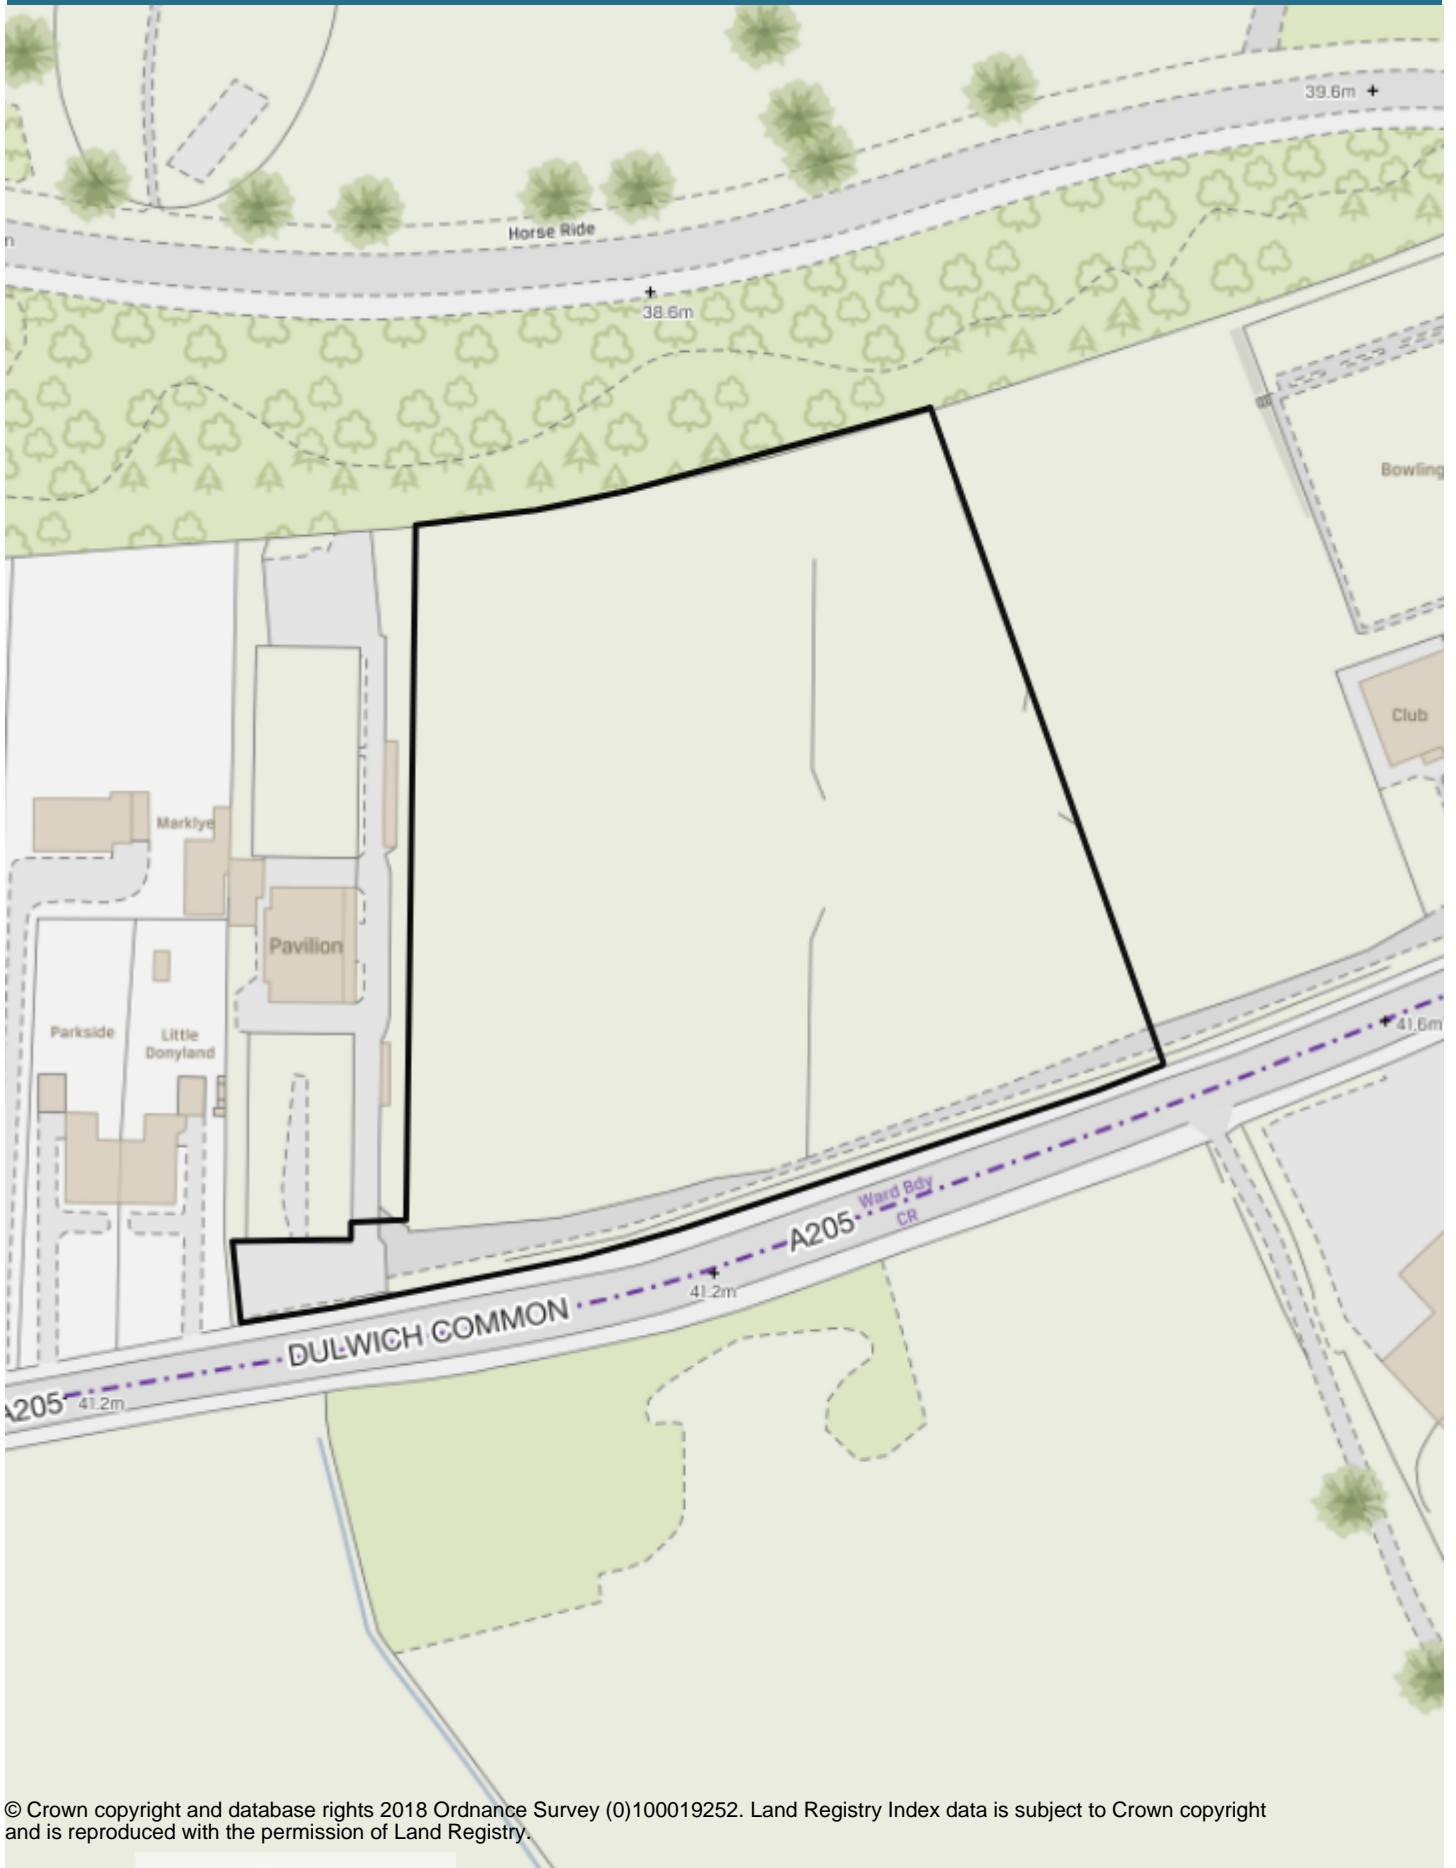 39.6m
Horse Ride
38.6m
Bowling
Club
Marklye
Pavilion
Parkside
Little
Donyland
41.6m
Ward Bdy
CR
A205
41.2m
DULWICH COMMON
A205
41.2m
© Crown copyright and database rights 2018 Ordnance Survey (0)100019252. Land Registry Index data is subject to Crown copyright
and is reproduced with the permission of Land Registry.